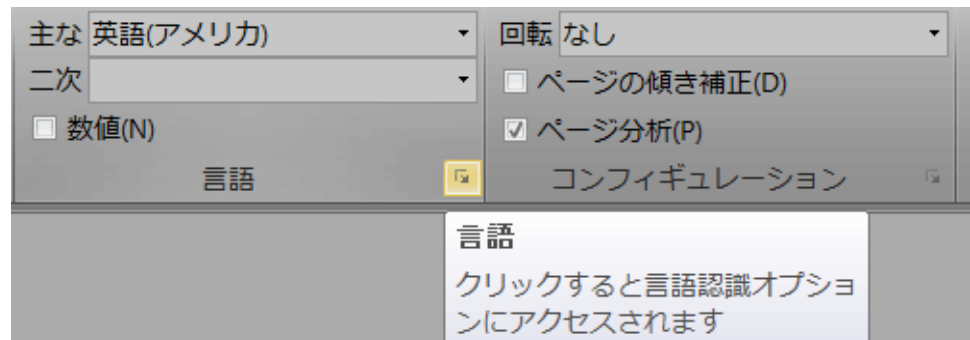 主な 英語(アメリカ)
二次
数値(N)
言語
回転 なし
ページの傾き補正(D)
ページ分析(P)
コンフィギュレーション
言語
クリックすると言語認識オプショ
ンにアクセスされます